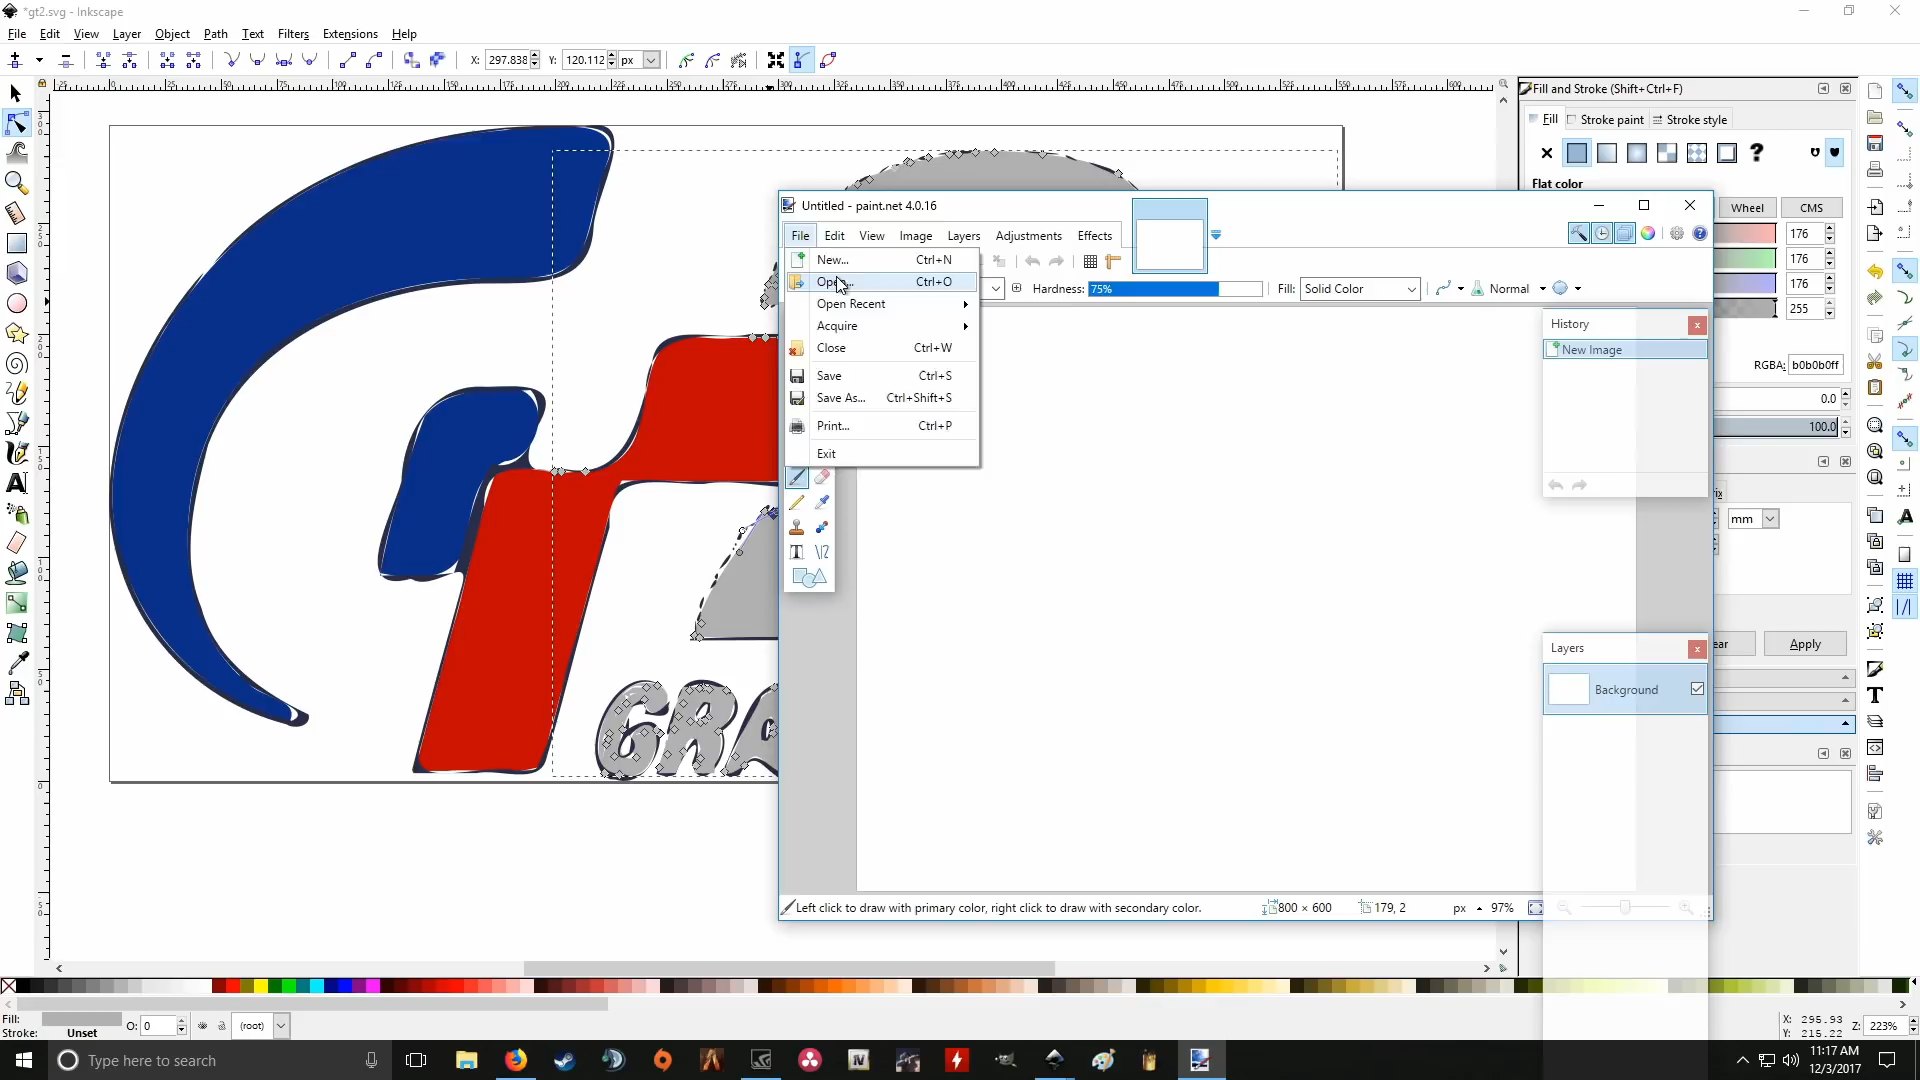 *gt2.svg - Inkscape
File Edit View Layer Object Path Text Filters Extensions Help
X: 297.838 Y: 120.112 px
Fill and Stroke (Shift+Ctrl+F)
Fill Stroke paint Stroke style
Flat color
Wheel CMS
176
176
176
255
RGBA: b0b0b0ff
0.0
100.0
mm
ear Apply
Untitled - paint.net 4.0.16
File Edit View Image Layers Adjustments Effects
New... Ctrl+N
Open... Ctrl+O
Open Recent
Acquire
Close Ctrl+W
Save Ctrl+S
Save As... Ctrl+Shift+S
Print... Ctrl+P
Exit
Hardness: 75% Fill: Solid Color Normal
History
New Image
Layers
Background
Left click to draw with primary color, right click to draw with secondary color. 800 × 600 179, 2 px 97%
GRA
Fill:
Stroke: Unset O: 0 (root)
X: 295.93
Y: 215.22 Z: 223%
Type here to search
11:17 AM
12/3/2017